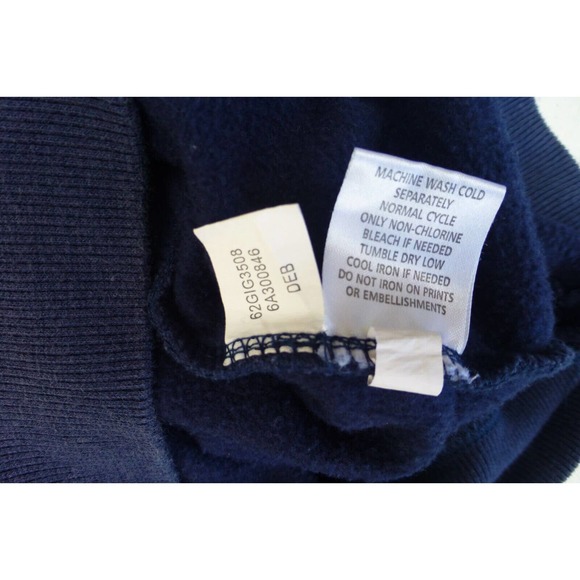 62GIG3508
6A300846
DEB
MACHINE WASH COLD
SEPARATELY
NORMAL CYCLE
ONLY NON-CHLORINE
BLEACH IF NEEDED
TUMBLE DRY LOW
COOL IRON IF NEEDED
DO NOT IRON ON PRINTS
OR EMBELLISHMENTS